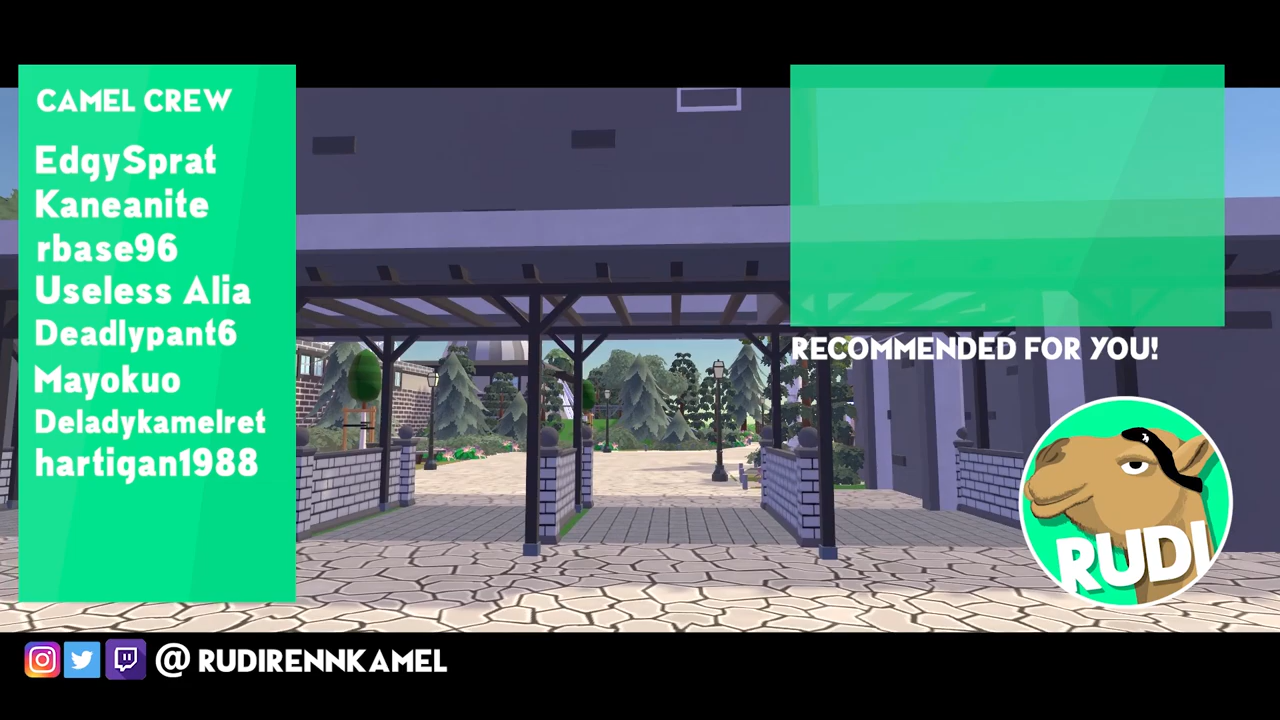 CAMEL CREW
EdgySprat
Kaneanite
rbase96
Useless Alia
Deadlypant6
Mayokuo
Deladykamelret
hartigan1988
RECOMMENDED FOR YOU!
RUDI
@ RUDIRENNKAMEL